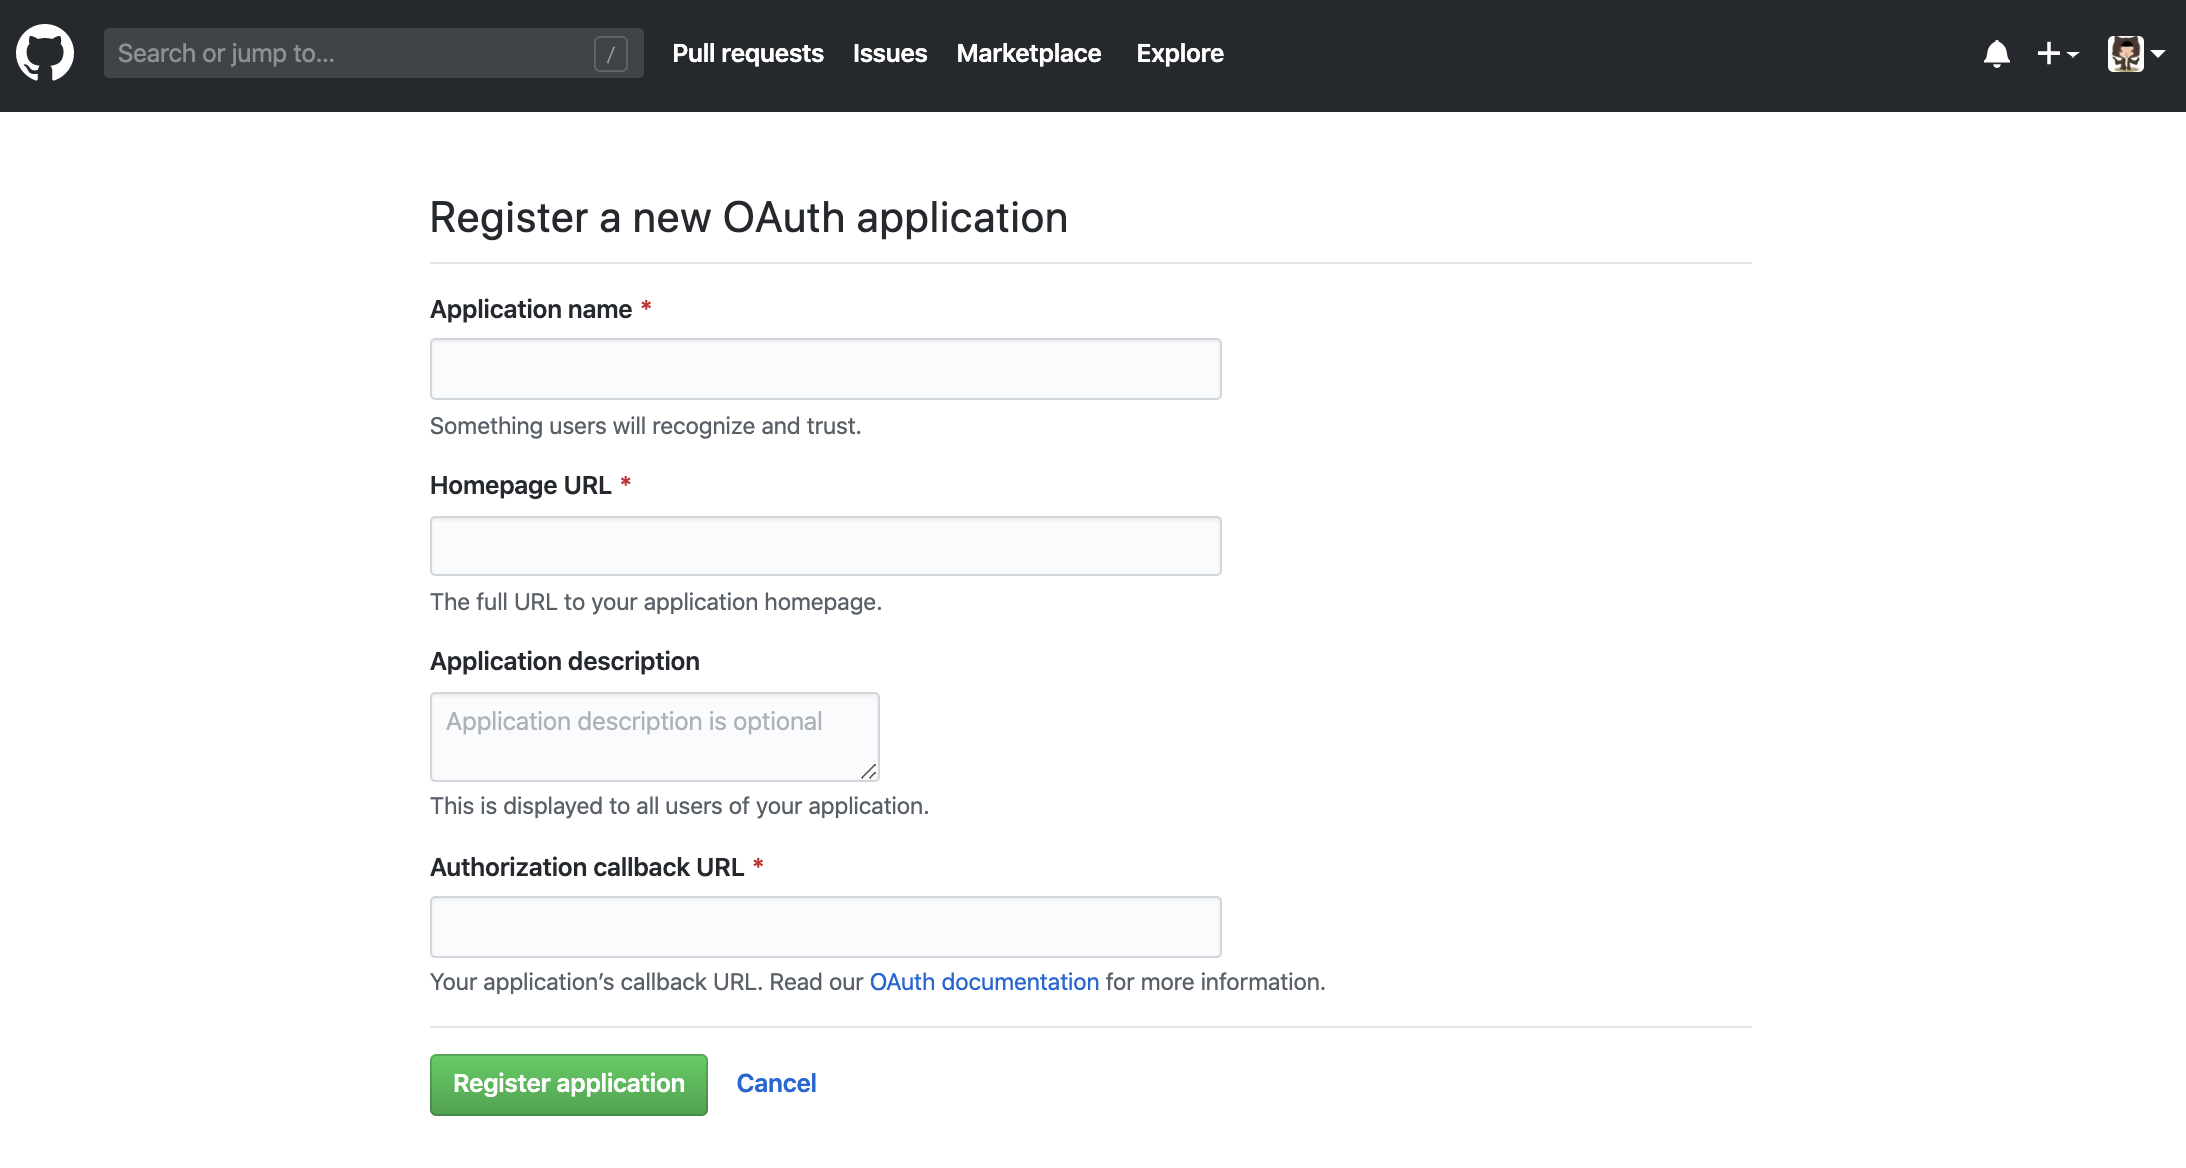 Search or jump to... /
Pull requests Issues Marketplace Explore
Register a new OAuth application
Application name *
Something users will recognize and trust.
Homepage URL *
The full URL to your application homepage.
Application description
Application description is optional
This is displayed to all users of your application.
Authorization callback URL *
Your application’s callback URL. Read our OAuth documentation for more information.
Register application Cancel